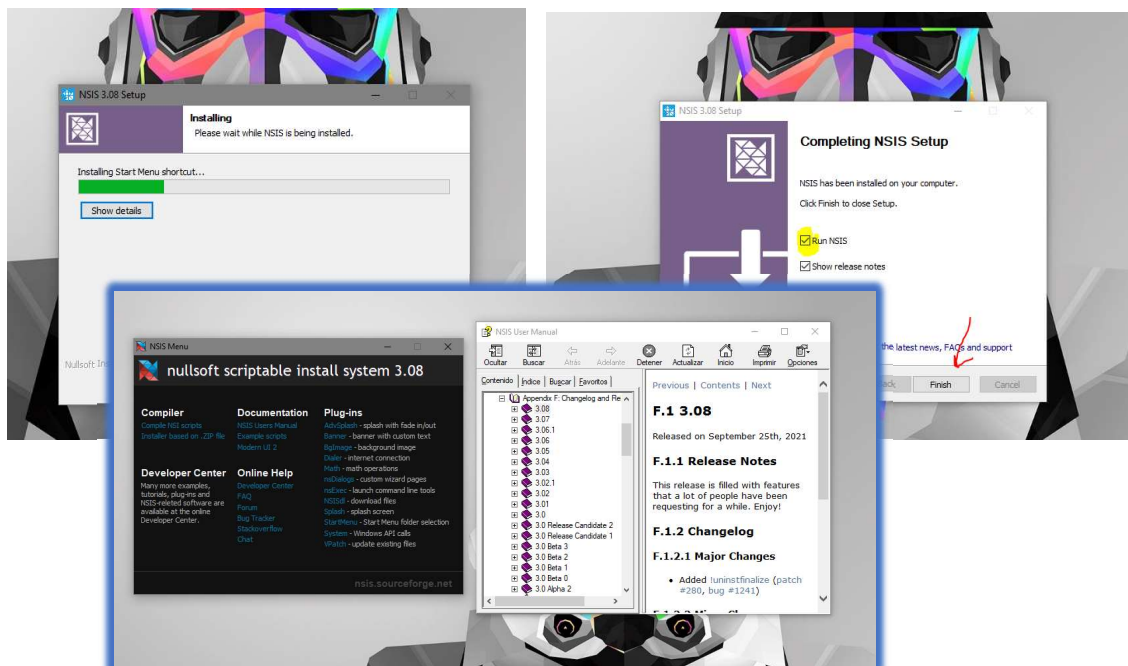 NSIS 3.08 Setup
Installing
Please wait while NSIS is being installed.
Installing Start Menu shortcut...
Show details
Nullsoft
NSIS 3.08 Setup
Completing NSIS Setup
NSIS has been installed on your computer.
Click Finish to close Setup.
Run NSIS
Show release notes
the latest news, FAQs and support
Finish
Cancel
NSIS Menu
nullsoft scriptable install system 3.08
Compiler
Compile NSI scripts
Installer based on .ZIP file
Developer Center
Many more examples,
tutorials, plug-ins and
NSIS-releted software are
available at the online
Developer Center.
Documentation
NSIS Users Manual
Example scripts
Modern UI 2
Online Help
Developer Center
FAQ
Forum
Bug Tracker
Stackoverflow
Chat
Plug-ins
AdvSplash - splash with fade in/out
Banner - banner with custom text
BgImage - background image
Dialer - internet connection
Math - math operations
nsDialogs - custom wizard pages
nsExec - launch command line tools
NSISdl - download files
Splash - splash screen
StartMenu - Start Menu folder selection
System - Windows API calls
VPatch - update existing files
nsis.sourceforge.net
NSIS User Manual
Ocultar Buscar Atrás Adelante Detener Actualizar Inicio Imprimir Opciones
Contenido Índice Buscar Favoritos
Appendix F: Changelog and Re
3.08
3.07
3.06.1
3.06
3.05
3.04
3.03
3.02.1
3.02
3.01
3.0
3.0 Release Candidate 2
3.0 Release Candidate 1
3.0 Beta 3
3.0 Beta 2
3.0 Beta 1
3.0 Beta 0
3.0 Alpha 2
Previous | Contents | Next
F.1 3.08
Released on September 25th, 2021
F.1.1 Release Notes
This release is filled with features
that a lot of people have been
requesting for a while. Enjoy!
F.1.2 Changelog
F.1.2.1 Major Changes
Added !uninstfinalize (patch
#280, bug #1241)